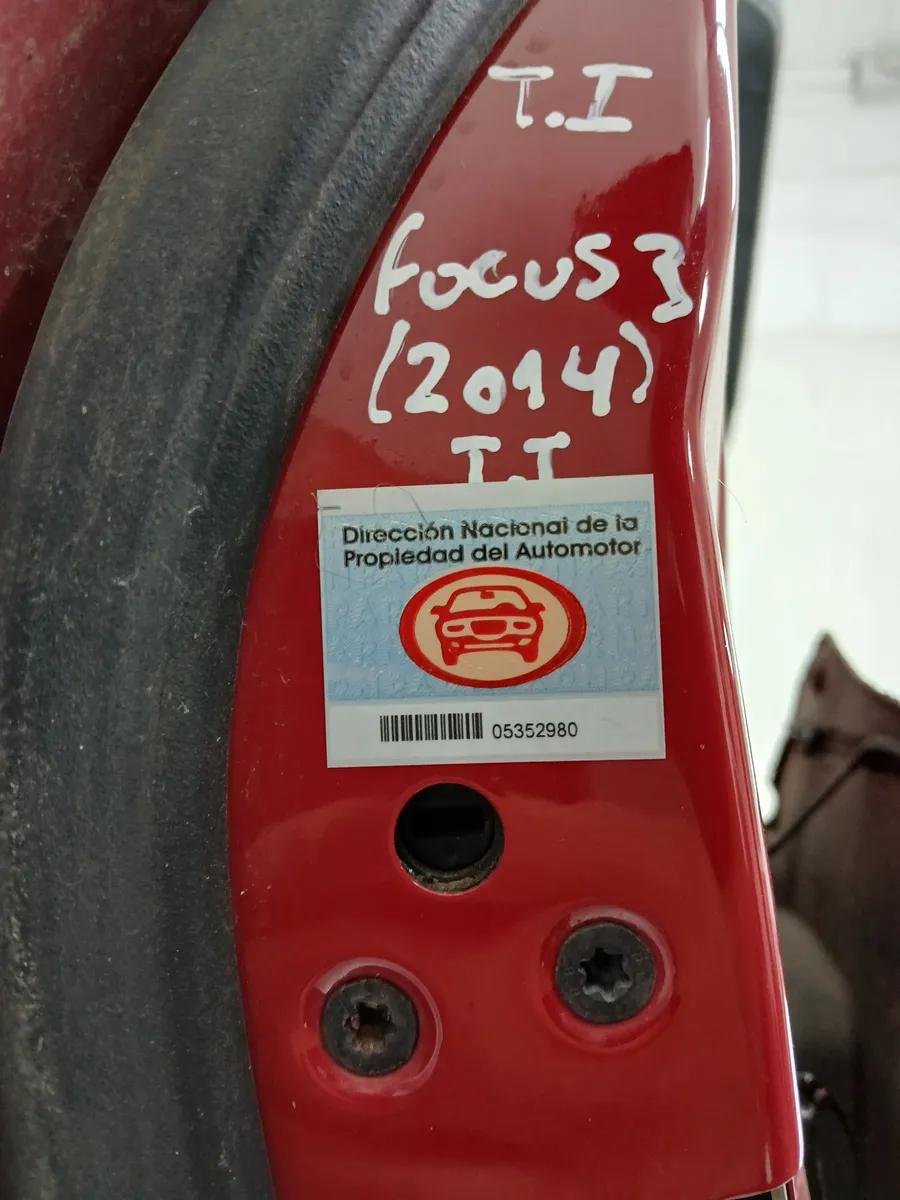 T.I
FOCUS 3
(2014)
T.I
Dirección Nacional de la
Propiedad del Automotor
05352980